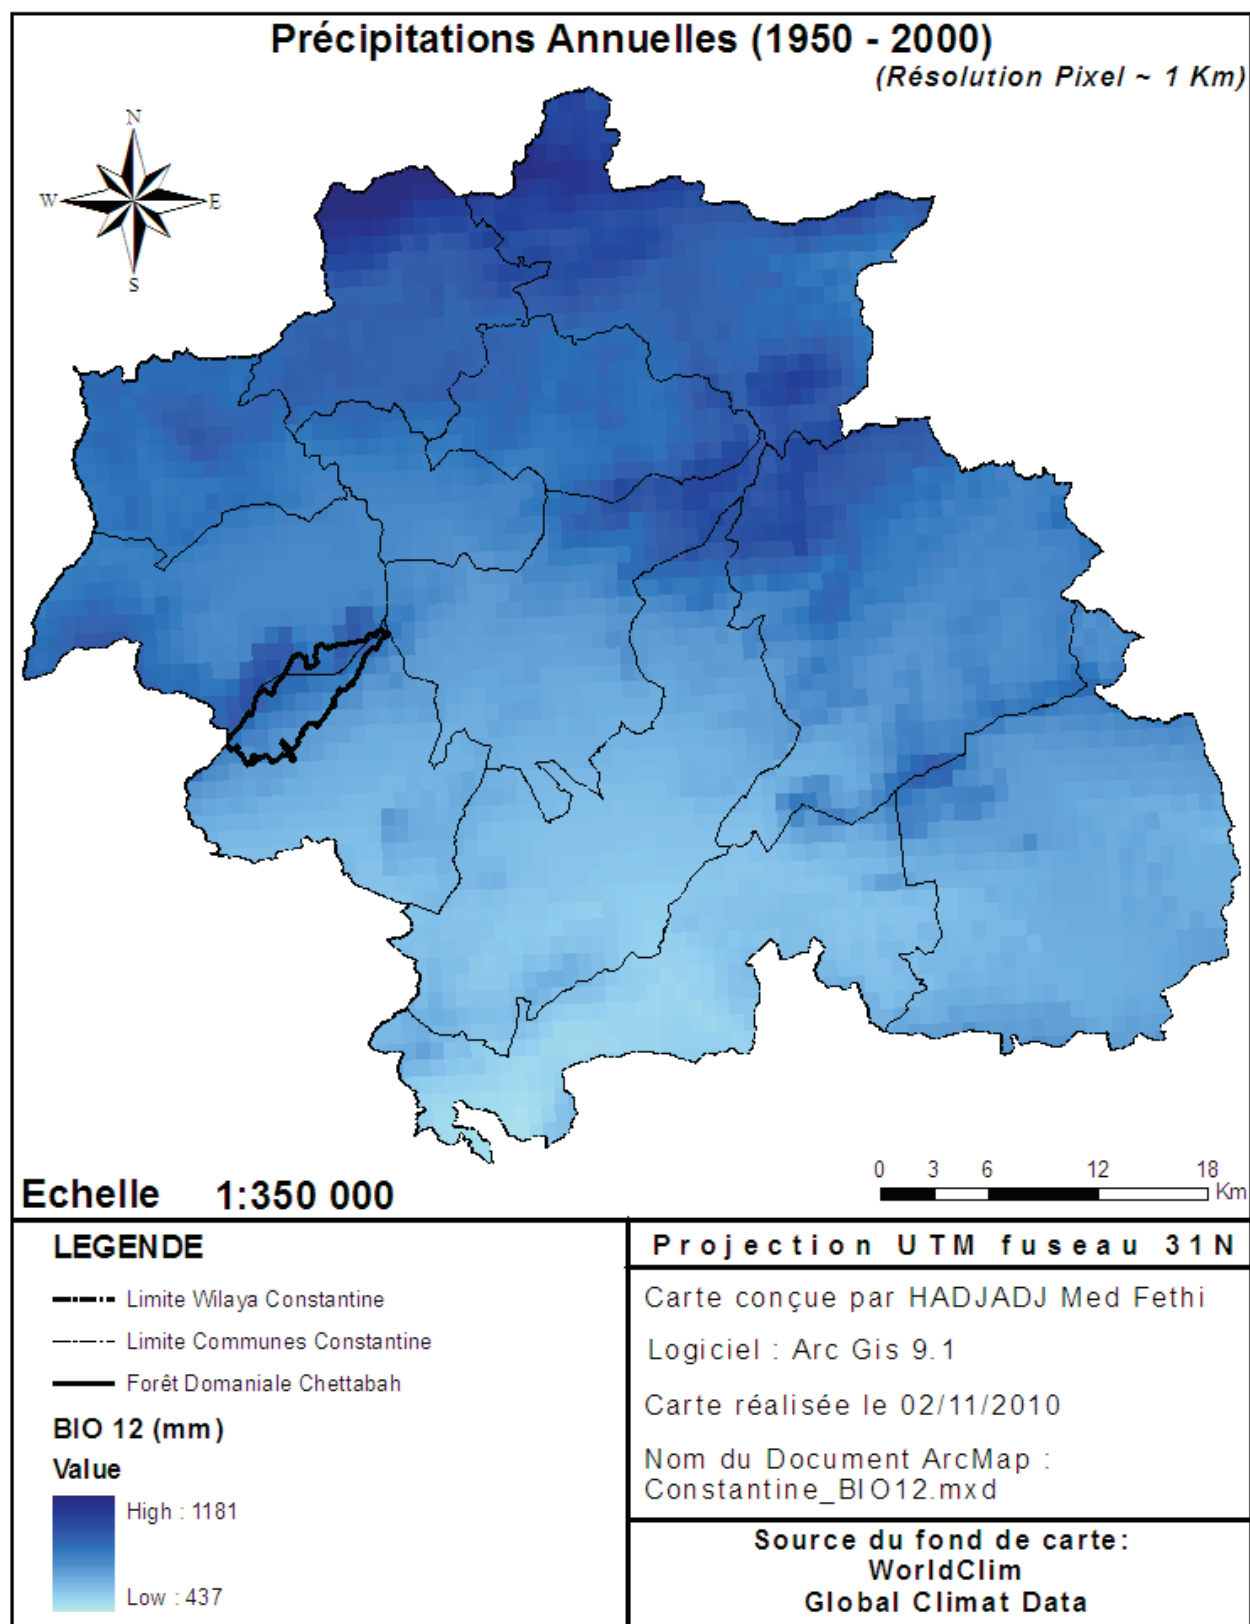 Précipitations Annuelles (1950 - 2000)
(Résolution Pixel ~ 1 Km)
N
W
E
S
Echelle 1:350 000
0 3 6 12 18
Km
LEGENDE
Limite Wilaya Constantine
Limite Communes Constantine
Forêt Domaniale Chettabah
BIO 12 (mm)
Value
High : 1181
Low : 437
Projection UTM fuseau 31N
Carte conçue par HADJADJ Med Fethi
Logiciel : Arc Gis 9.1
Carte réalisée le 02/11/2010
Nom du Document ArcMap :
Constantine_BIO12.mxd
Source du fond de carte:
WorldClim
Global Climat Data